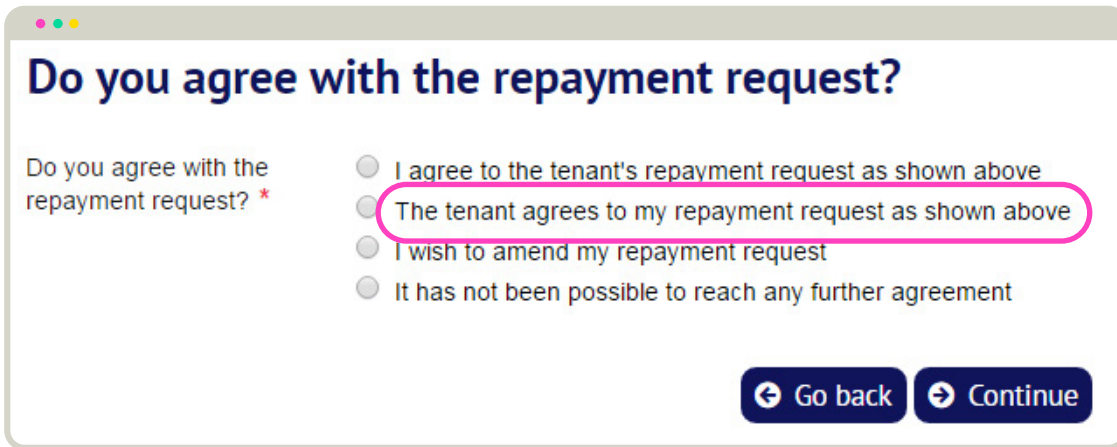 Do you agree with the repayment request?
Do you agree with the
repayment request? *
I agree to the tenant's repayment request as shown above
The tenant agrees to my repayment request as shown above
I wish to amend my repayment request
It has not been possible to reach any further agreement
Go back
Continue